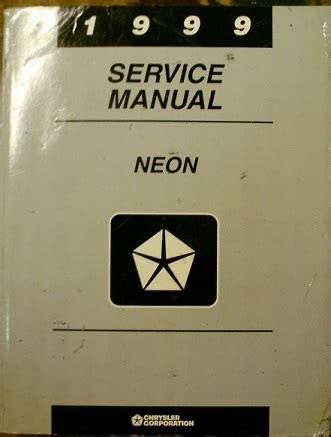 1 9 9 9
SERVICE
MANUAL
NEON
CHRYSLER
CORPORATION